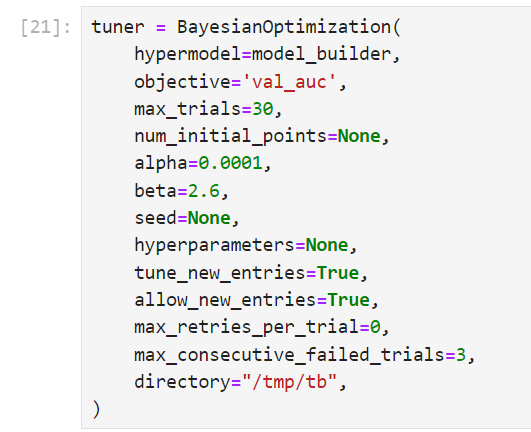 [21]: tuner = BayesianOptimization(
    hypermodel=model_builder,
    objective='val_auc',
    max_trials=30,
    num_initial_points=None,
    alpha=0.0001,
    beta=2.6,
    seed=None,
    hyperparameters=None,
    tune_new_entries=True,
    allow_new_entries=True,
    max_retries_per_trial=0,
    max_consecutive_failed_trials=3,
    directory="/tmp/tb",
)